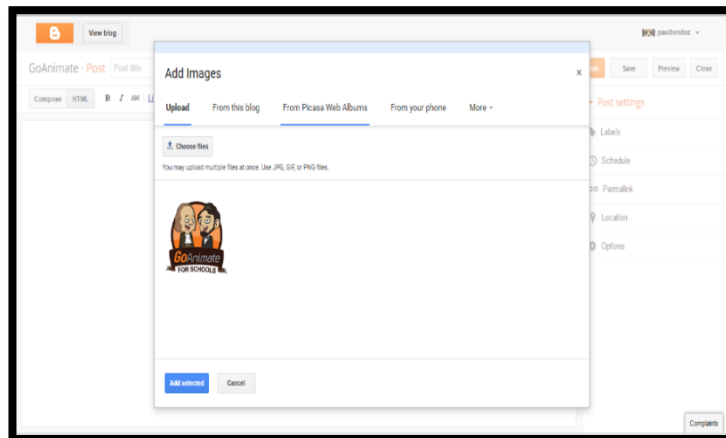 View blog
paulbenitez
GoAnimate · Post Post title
Save Preview Close
Compose HTML B I ABC
Add Images
x
Upload From this blog From Picasa Web Albums From your phone More
Choose files
You may upload multiple files at once. Use JPG, GIF, or PNG files.
GoAnimate
FOR SCHOOLS
Add selected Cancel
Post settings
Labels
Schedule
Permalink
Location
Options
Complaints